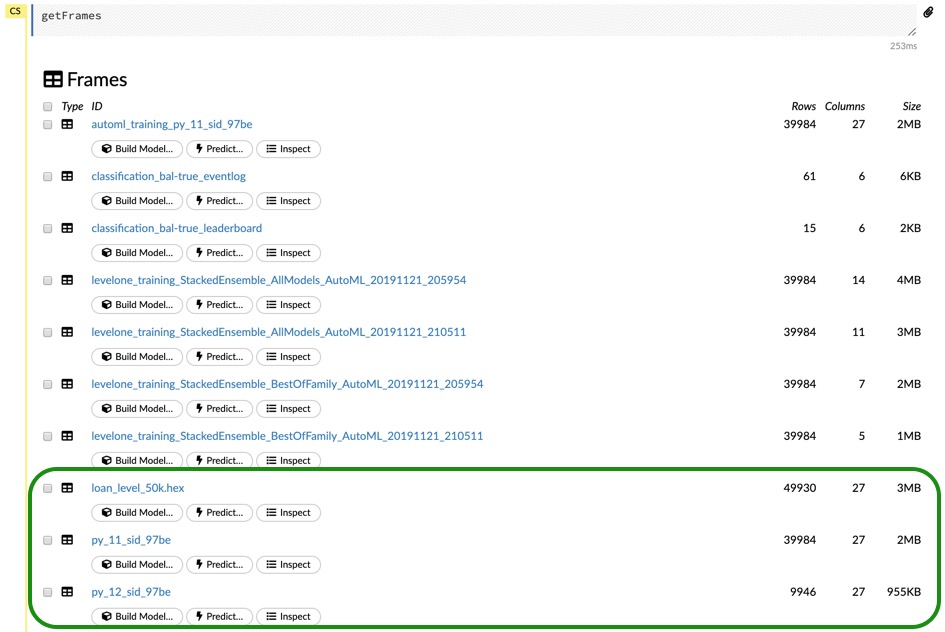 CS
getFrames
253ms
Frames
Type ID Rows Columns Size
automl_training_py_11_sid_97be 39984 27 2MB
Build Model... Predict... Inspect
classification_bal-true_eventlog 61 6 6KB
Build Model... Predict... Inspect
classification_bal-true_leaderboard 15 6 2KB
Build Model... Predict... Inspect
levelone_training_StackedEnsemble_AllModels_AutoML_20191121_205954 39984 14 4MB
Build Model... Predict... Inspect
levelone_training_StackedEnsemble_AllModels_AutoML_20191121_210511 39984 11 3MB
Build Model... Predict... Inspect
levelone_training_StackedEnsemble_BestOfFamily_AutoML_20191121_205954 39984 7 2MB
Build Model... Predict... Inspect
levelone_training_StackedEnsemble_BestOfFamily_AutoML_20191121_210511 39984 5 1MB
Build Model... Predict... Inspect
loan_level_50k.hex 49930 27 3MB
Build Model... Predict... Inspect
py_11_sid_97be 39984 27 2MB
Build Model... Predict... Inspect
py_12_sid_97be 9946 27 955KB
Build Model... Predict... Inspect